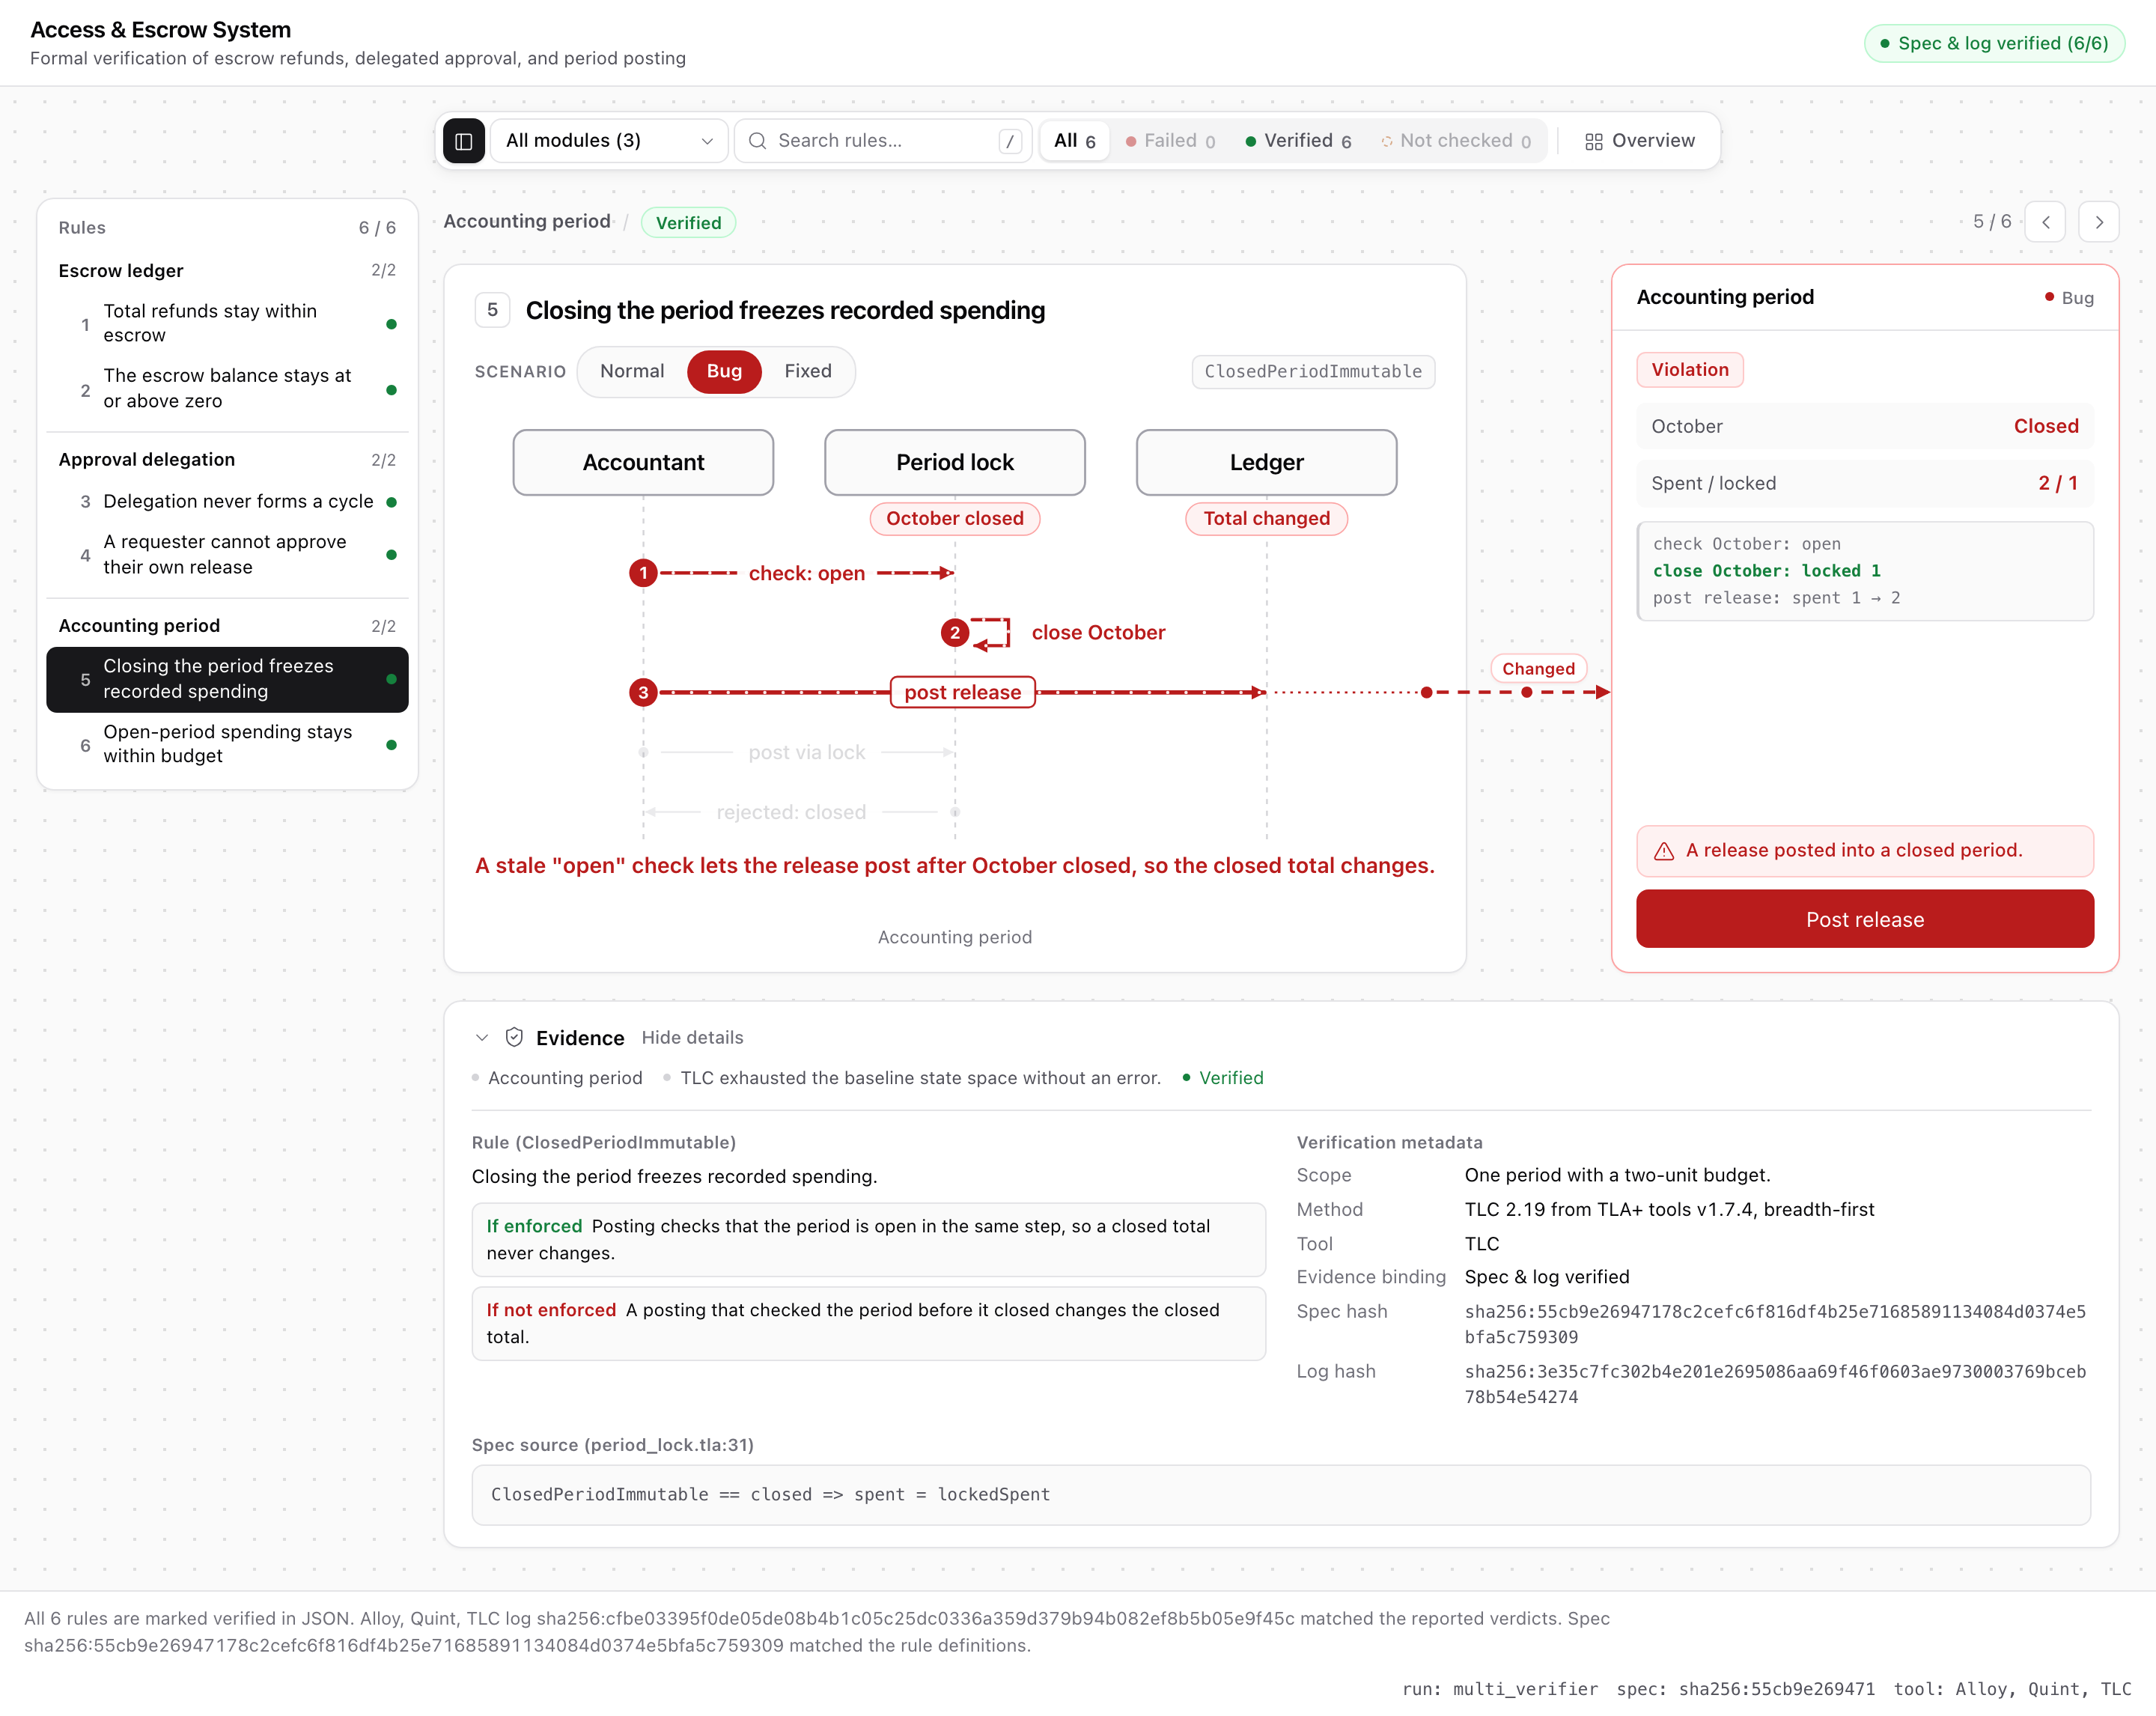 Access & Escrow System
Formal verification of escrow refunds, delegated approval, and period posting
Spec & log verified (6/6)
All modules (3)
Search rules...
/
All 6
Failed 0
Verified 6
Not checked 0
Overview
Rules 6 / 6
Escrow ledger 2/2
1 Total refunds stay within
escrow
2 The escrow balance stays at
or above zero
Approval delegation 2/2
3 Delegation never forms a cycle
4 A requester cannot approve
their own release
Accounting period 2/2
5 Closing the period freezes
recorded spending
6 Open-period spending stays
within budget
Accounting period / Verified
5 / 6
5 Closing the period freezes recorded spending
SCENARIO Normal Bug Fixed
ClosedPeriodImmutable
Accountant
Period lock
Ledger
October closed
Total changed
1 check: open
2 close October
3 post release
Changed
post via lock
rejected: closed
A stale "open" check lets the release post after October closed, so the closed total changes.
Accounting period
Accounting period
Bug
Violation
October Closed
Spent / locked 2 / 1
check October: open
close October: locked 1
post release: spent 1 → 2
A release posted into a closed period.
Post release
Evidence Hide details
Accounting period
TLC exhausted the baseline state space without an error.
Verified
Rule (ClosedPeriodImmutable)
Closing the period freezes recorded spending.
If enforced Posting checks that the period is open in the same step, so a closed total
never changes.
If not enforced A posting that checked the period before it closed changes the closed
total.
Verification metadata
Scope One period with a two-unit budget.
Method TLC 2.19 from TLA+ tools v1.7.4, breadth-first
Tool TLC
Evidence binding Spec & log verified
Spec hash sha256:55cb9e26947178c2cefc6f816df4b25e71685891134084d0374e5
bfa5c759309
Log hash sha256:3e35c7fc302b4e201e2695086aa69f46f0603ae9730003769bceb
78b54e54274
Spec source (period_lock.tla:31)
ClosedPeriodImmutable == closed => spent = lockedSpent
All 6 rules are marked verified in JSON. Alloy, Quint, TLC log sha256:cfbe03395f0de05de08b4b1c05c25dc0336a359d379b94b082ef8b5b05e9f45c matched the reported verdicts. Spec
sha256:55cb9e26947178c2cefc6f816df4b25e71685891134084d0374e5bfa5c759309 matched the rule definitions.
run: multi_verifier spec: sha256:55cb9e269471 tool: Alloy, Quint, TLC